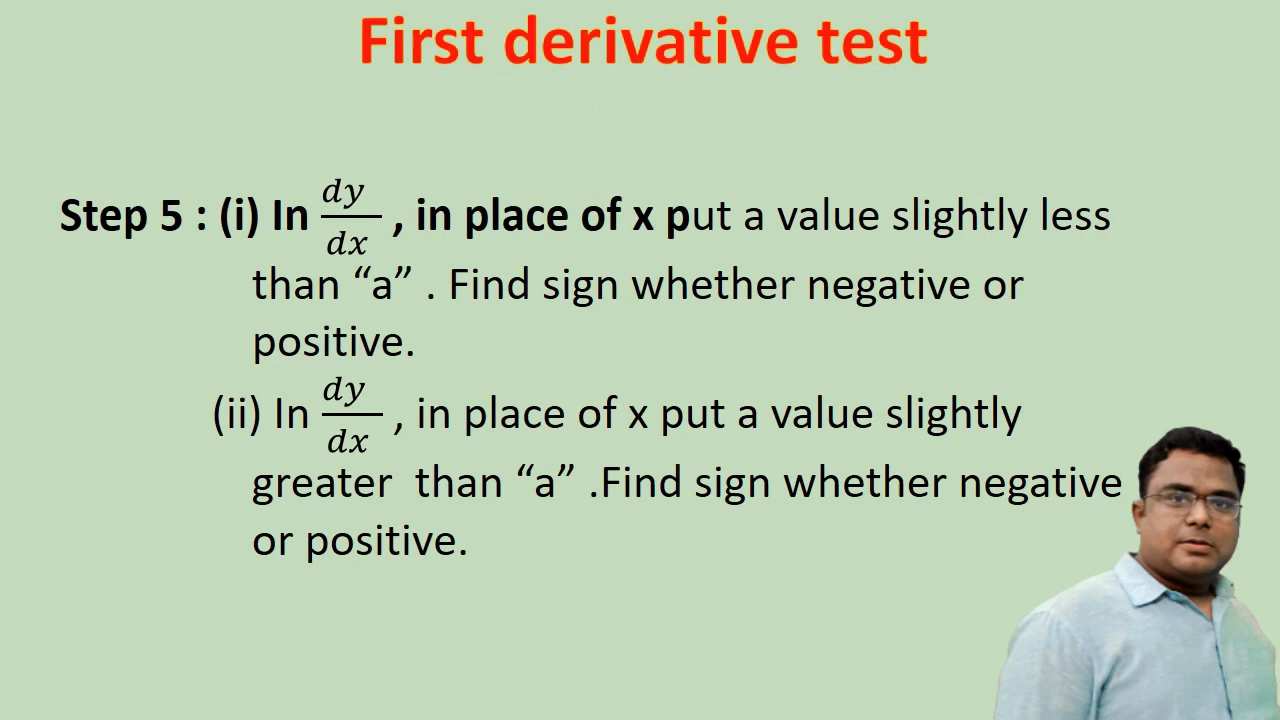 First derivative test
Step 5 : (i) In dy/dx , in place of x put a value slightly less
than “a” . Find sign whether negative or
positive.
(ii) In dy/dx , in place of x put a value slightly
greater than “a” .Find sign whether negative
or positive.